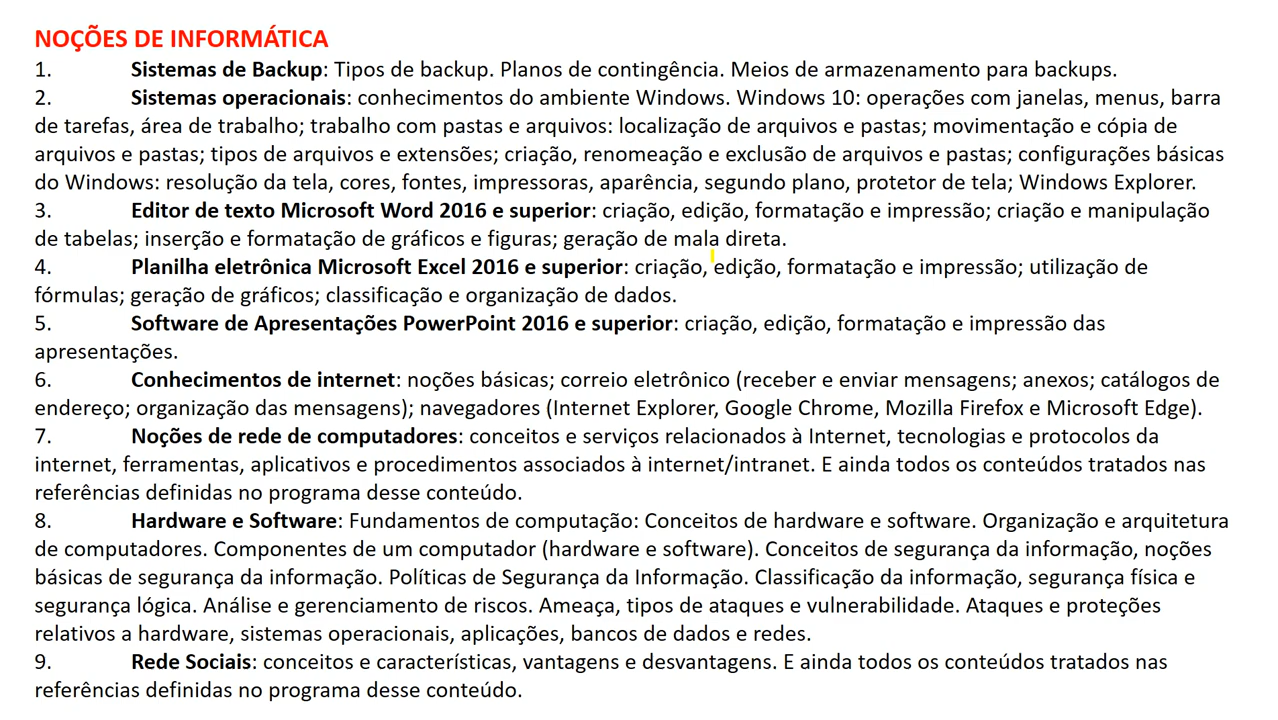 NOÇÕES DE INFORMÁTICA
1. Sistemas de Backup: Tipos de backup. Planos de contingência. Meios de armazenamento para backups.
2. Sistemas operacionais: conhecimentos do ambiente Windows. Windows 10: operações com janelas, menus, barra
de tarefas, área de trabalho; trabalho com pastas e arquivos: localização de arquivos e pastas; movimentação e cópia de
arquivos e pastas; tipos de arquivos e extensões; criação, renomeação e exclusão de arquivos e pastas; configurações básicas
do Windows: resolução da tela, cores, fontes, impressoras, aparência, segundo plano, protetor de tela; Windows Explorer.
3. Editor de texto Microsoft Word 2016 e superior: criação, edição, formatação e impressão; criação e manipulação
de tabelas; inserção e formatação de gráficos e figuras; geração de mala direta.
4. Planilha eletrônica Microsoft Excel 2016 e superior: criação, edição, formatação e impressão; utilização de
fórmulas; geração de gráficos; classificação e organização de dados.
5. Software de Apresentações PowerPoint 2016 e superior: criação, edição, formatação e impressão das
apresentações.
6. Conhecimentos de internet: noções básicas; correio eletrônico (receber e enviar mensagens; anexos; catálogos de
endereço; organização das mensagens); navegadores (Internet Explorer, Google Chrome, Mozilla Firefox e Microsoft Edge).
7. Noções de rede de computadores: conceitos e serviços relacionados à Internet, tecnologias e protocolos da
internet, ferramentas, aplicativos e procedimentos associados à internet/intranet. E ainda todos os conteúdos tratados nas
referências definidas no programa desse conteúdo.
8. Hardware e Software: Fundamentos de computação: Conceitos de hardware e software. Organização e arquitetura
de computadores. Componentes de um computador (hardware e software). Conceitos de segurança da informação, noções
básicas de segurança da informação. Políticas de Segurança da Informação. Classificação da informação, segurança física e
segurança lógica. Análise e gerenciamento de riscos. Ameaça, tipos de ataques e vulnerabilidade. Ataques e proteções
relativos a hardware, sistemas operacionais, aplicações, bancos de dados e redes.
9. Rede Sociais: conceitos e características, vantagens e desvantagens. E ainda todos os conteúdos tratados nas
referências definidas no programa desse conteúdo.